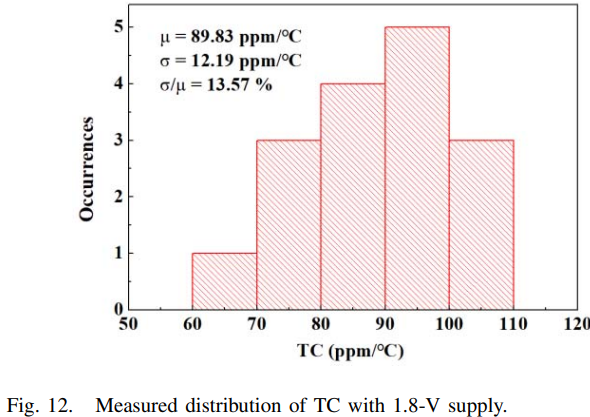 5
μ = 89.83 ppm/°C
σ = 12.19 ppm/°C
4
σ/μ = 13.57 %
3
2
1
0
Occurrences
50 60 70 80 90 100 110 120
TC (ppm/°C)
Fig. 12. Measured distribution of TC with 1.8-V supply.